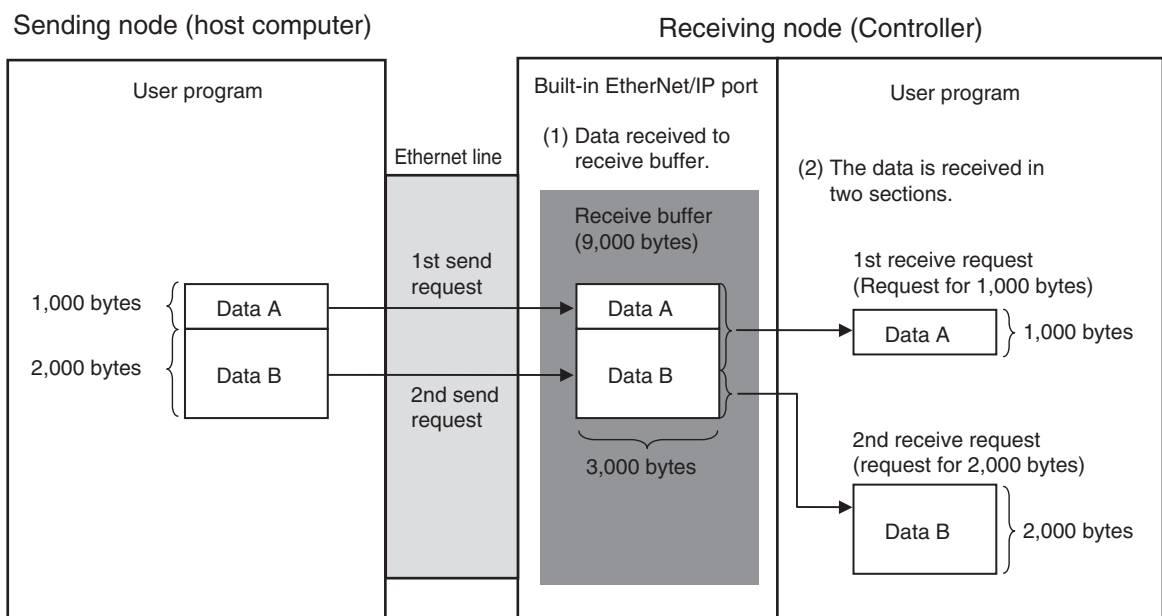 Sending node (host computer)
Receiving node (Controller)
User program
Ethernet line
Built-in EtherNet/IP port
(1) Data received to
receive buffer.
User program
(2) The data is received in
two sections.
Receive buffer
(9,000 bytes)
1st send
request
1,000 bytes
2,000 bytes
Data A
Data B
2nd send
request
Data A
Data B
3,000 bytes
1st receive request
(Request for 1,000 bytes)
Data A
1,000 bytes
2nd receive request
(request for 2,000 bytes)
Data B
2,000 bytes